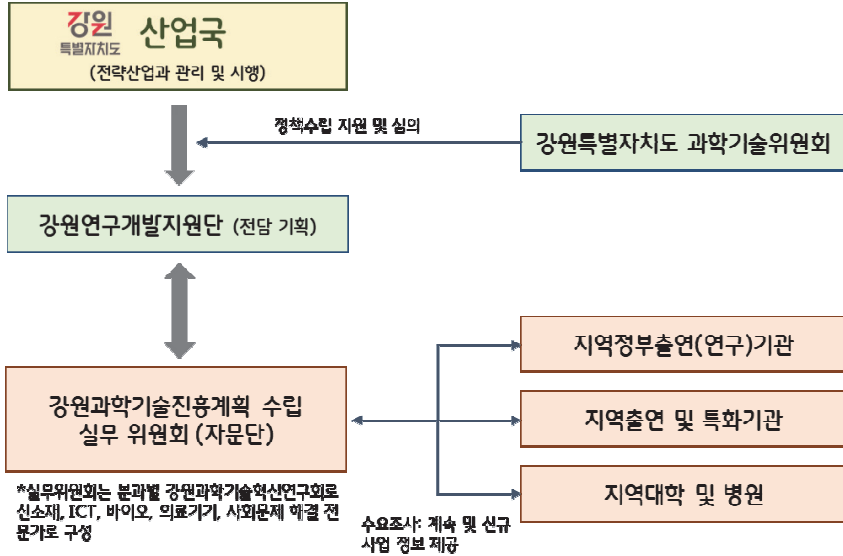 강원
특별자치도
산업국
(전략산업과 관리 및 시행)
정책수립 지원 및 심의
강원특별자치도 과학기술위원회
강원연구개발지원단 (전담 기획)
지역정부출연(연구)기관
강원과학기술진흥계획 수립
실무 위원회 (자문단)
지역출연 및 특화기관
지역대학 및 병원
*실무위원회는 분과별 강원과학기술혁신연구회로
신소재, ICT, 바이오, 의료기기, 사회문제 해결 전
문가로 구성
수요조사: 계속 및 신규
사업 정보 제공